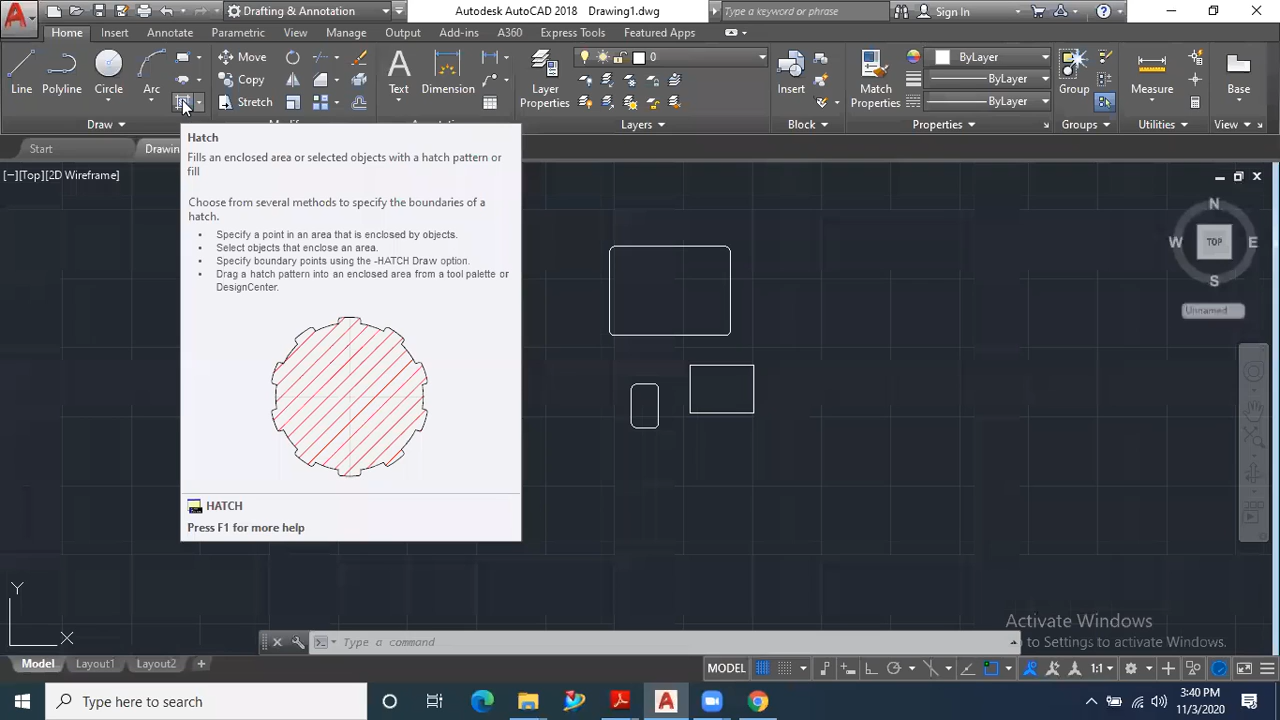 Drafting & Annotation
Autodesk AutoCAD 2018 Drawing1.dwg
Type a keyword or phrase
Sign In
Home Insert Annotate Parametric View Manage Output Add-ins A360 Express Tools Featured Apps
Move
Copy
Stretch
0
ByLayer
ByLayer
ByLayer
Line Polyline Circle Arc
Text Dimension
Layer Properties
Insert
Match Properties
Group
Measure
Base
Draw
Layers
Block
Properties
Groups
Utilities
View
Start
Drawin
[−][Top][2D Wireframe]
Hatch
Fills an enclosed area or selected objects with a hatch pattern or
fill
Choose from several methods to specify the boundaries of a
hatch.
• Specify a point in an area that is enclosed by objects.
• Select objects that enclose an area.
• Specify boundary points using the -HATCH Draw option.
• Drag a hatch pattern into an enclosed area from a tool palette or
DesignCenter.
HATCH
Press F1 for more help
N
W TOP E
S
Unnamed
Y
X
Activate Windows
to Settings to activate Windows.
Type a command
Model Layout1 Layout2 +
MODEL
1:1
Type here to search
3:40 PM
11/3/2020